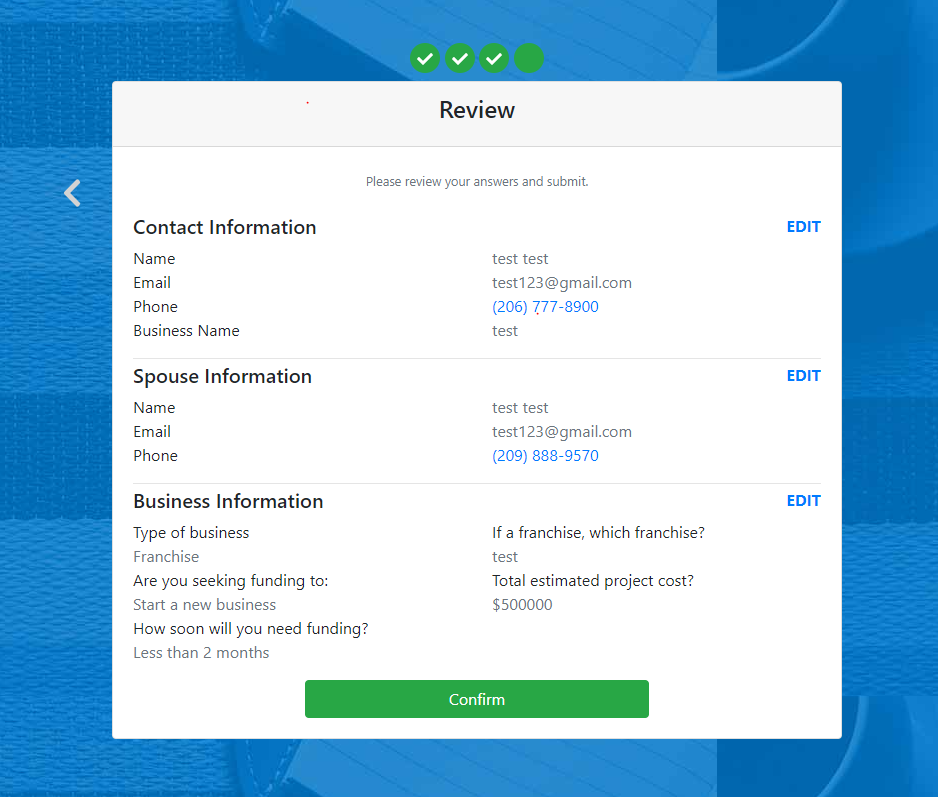 Review
Please review your answers and submit.
Contact Information EDIT
Name test test
Email test123@gmail.com
Phone (206) 777-8900
Business Name test
Spouse Information EDIT
Name test test
Email test123@gmail.com
Phone (209) 888-9570
Business Information EDIT
Type of business If a franchise, which franchise?
Franchise test
Are you seeking funding to: Total estimated project cost?
Start a new business $500000
How soon will you need funding?
Less than 2 months
Confirm